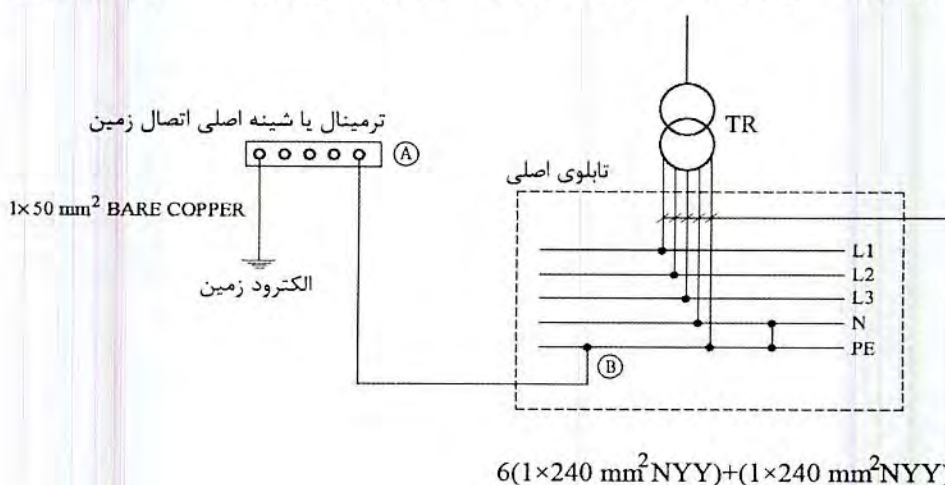 ترمینال یا شینه اصلی اتصال زمین
A
TR
تابلوی اصلی
1×50 mm² BARE COPPER
L1
L2
L3
N
PE
الکترود زمین
B
6(1×240 mm²NYY)+(1×240 mm²NYY)